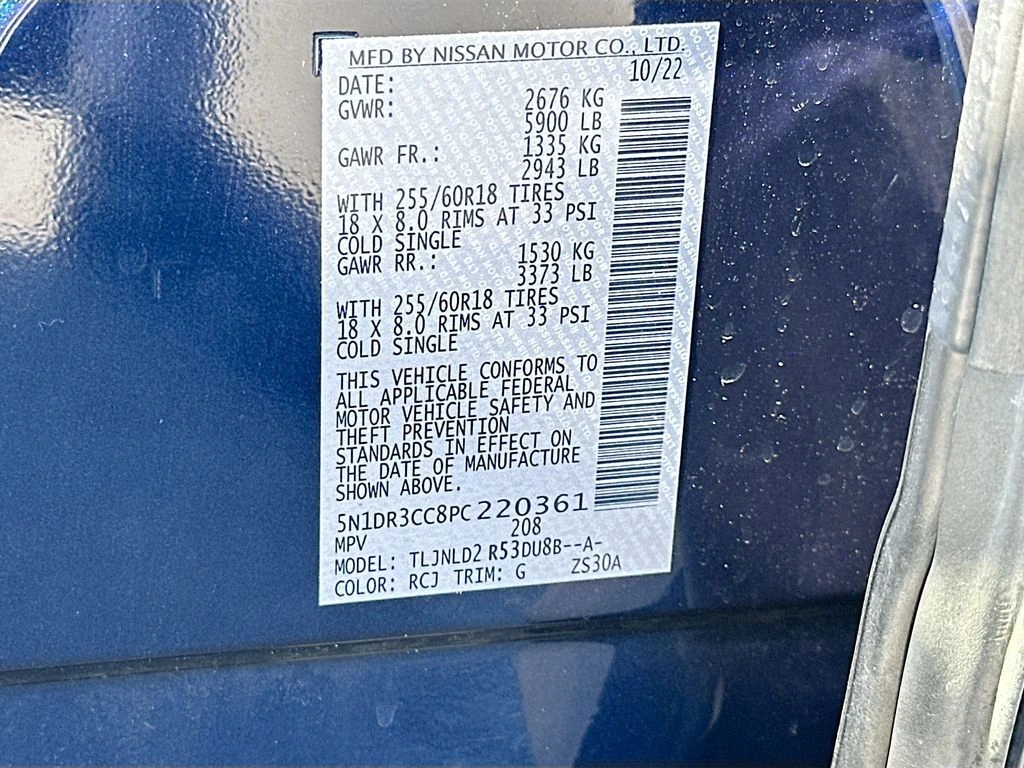 MFD BY NISSAN MOTOR CO., LTD.
DATE: 10/22
GVWR: 2676 KG
5900 LB
GAWR FR.: 1335 KG
2943 LB
WITH 255/60R18 TIRES
18 X 8.0 RIMS AT 33 PSI
COLD SINGLE
GAWR RR.: 1530 KG
3373 LB
WITH 255/60R18 TIRES
18 X 8.0 RIMS AT 33 PSI
COLD SINGLE
THIS VEHICLE CONFORMS TO
ALL APPLICABLE FEDERAL
MOTOR VEHICLE SAFETY AND
THEFT PREVENTION
STANDARDS IN EFFECT ON
THE DATE OF MANUFACTURE
SHOWN ABOVE.
5N1DR3CC8PC220361
MPV 208
MODEL: TLJNLD2 R53DU8B--A-
COLOR: RCJ TRIM: G ZS30A